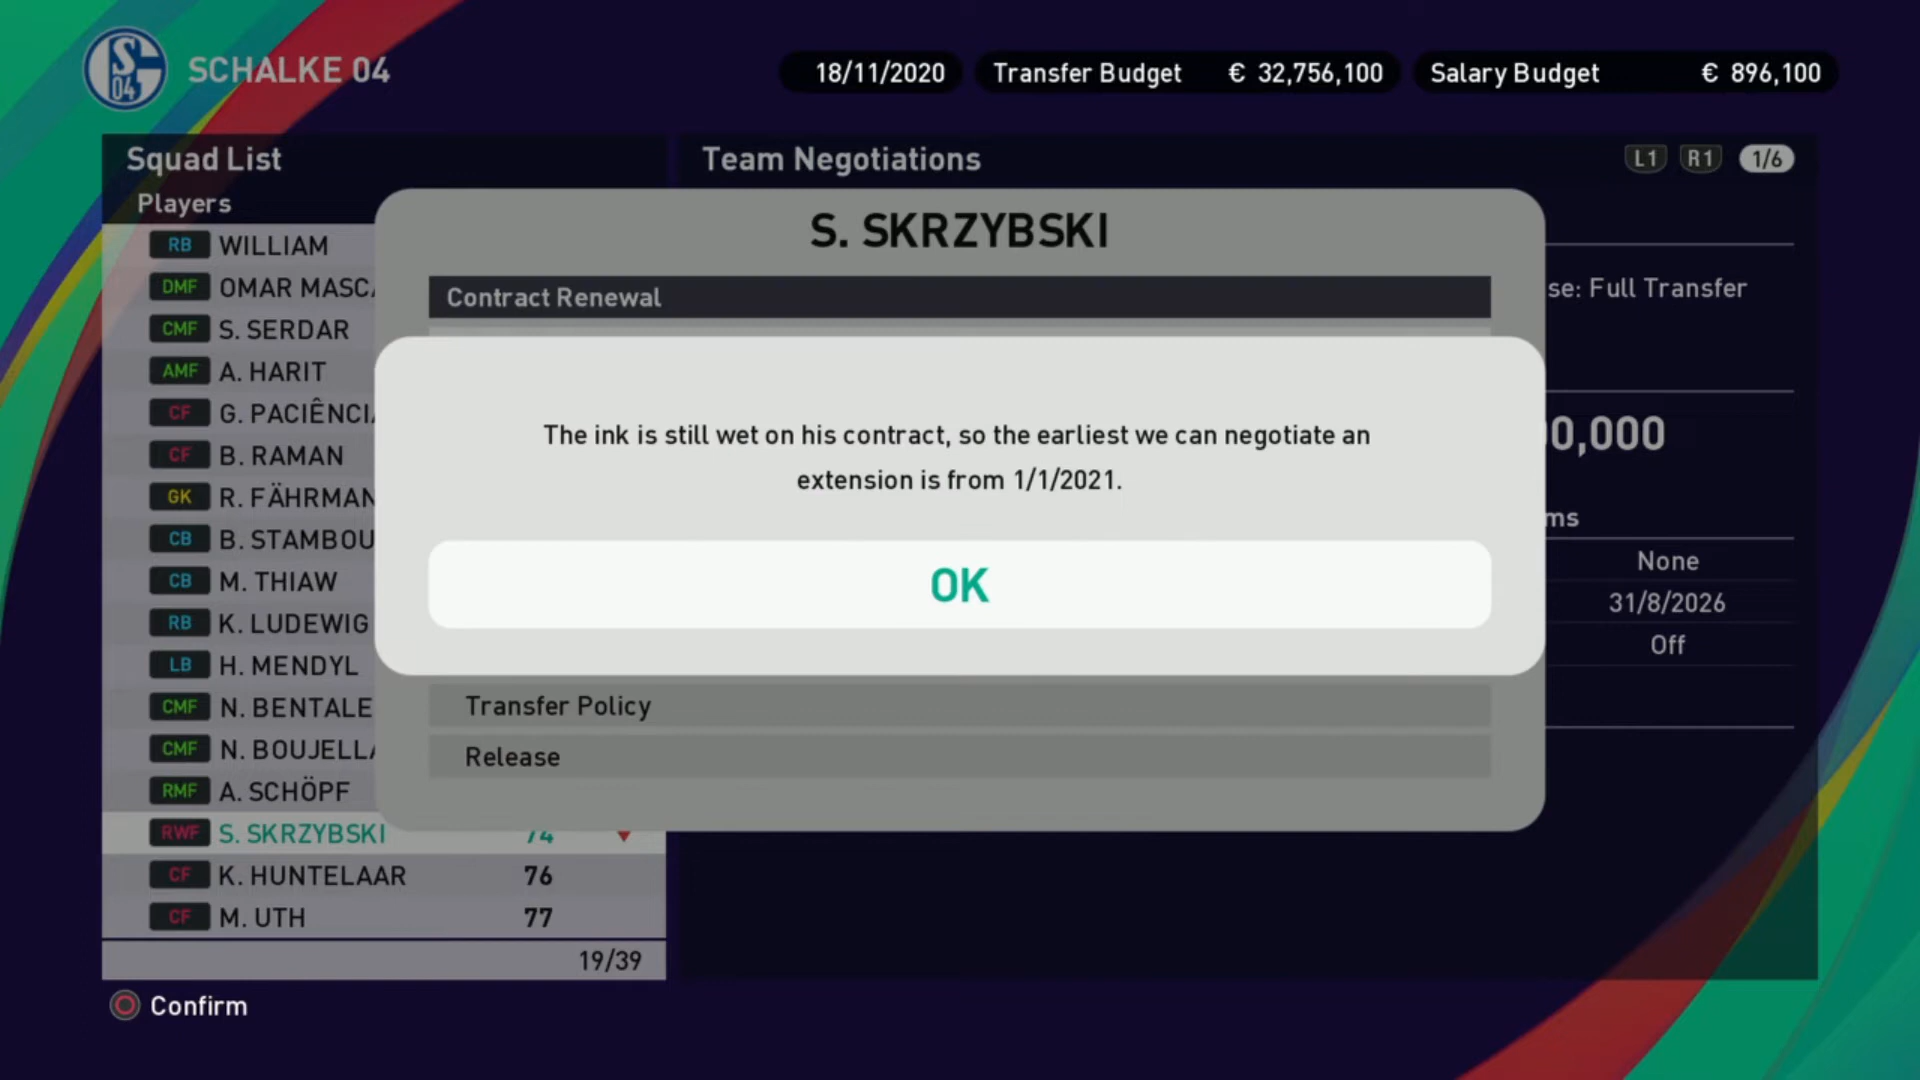 SCHALKE 04
18/11/2020
Transfer Budget € 32,756,100
Salary Budget € 896,100
Squad List
Players
RB WILLIAM
DMF OMAR
CMF S. SERDAR
AMF A. HARIT
CF G.
CF B. RAMAN
GK R.
CB B.
CB M. THIAW
RB K. LUDEWIG
LB H. MENDYL
CMF N.
CMF N.
RMF A. SCHÖPF
RWF S. SKRZYBSKI 74
CF K. HUNTELAAR 76
CF M. UTH 77
19/39
Team Negotiations
L1 R1 1/6
Full Transfer
None
31/8/2026
Off
S. SKRZYBSKI
Contract Renewal
The ink is still wet on his contract, so the earliest we can negotiate an
extension is from 1/1/2021.
OK
Transfer Policy
Release
Confirm